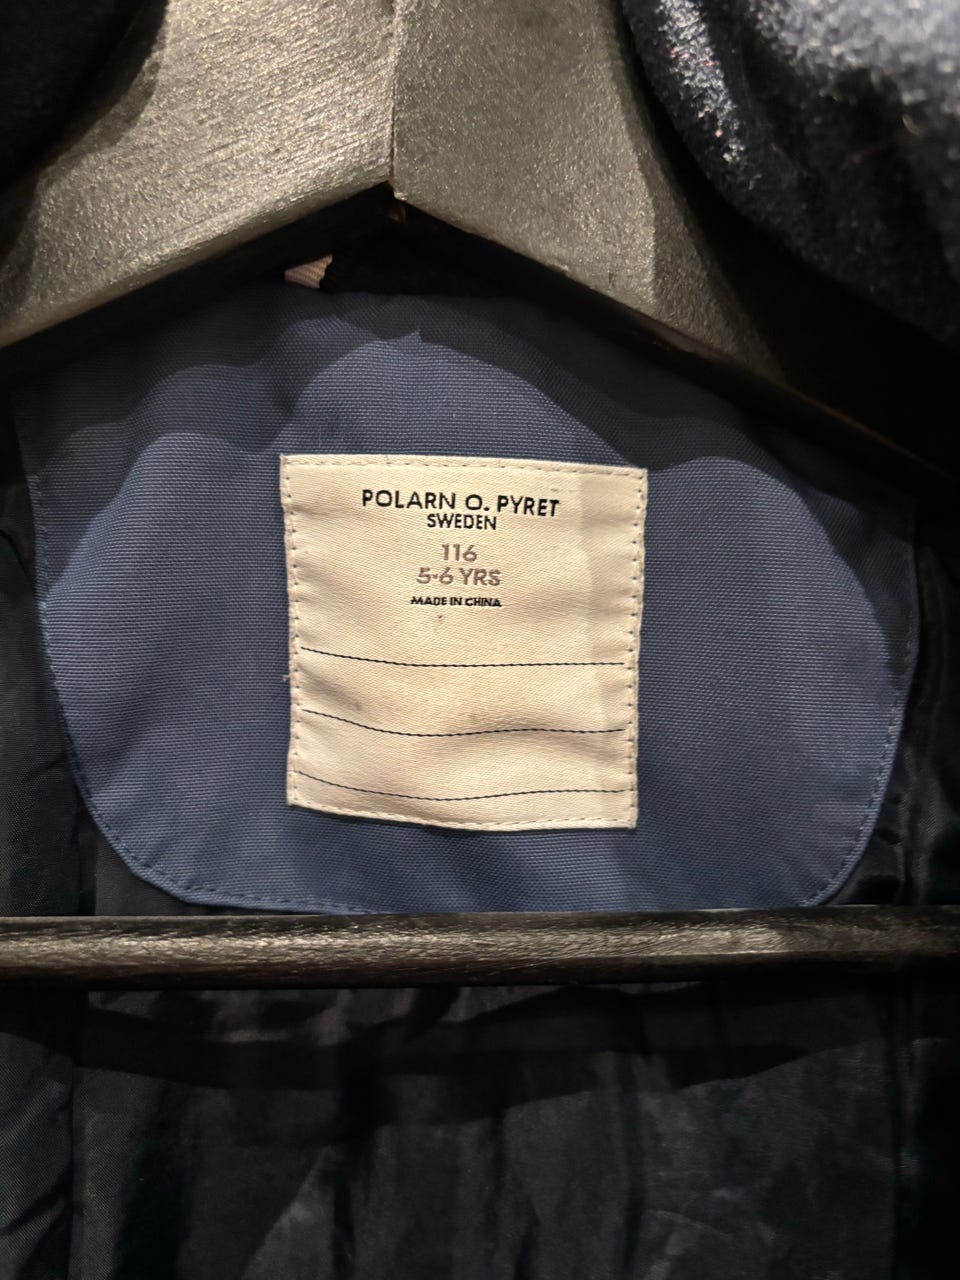 POLARN O. PYRET
SWEDEN
116
5-6 YRS
MADE IN CHINA